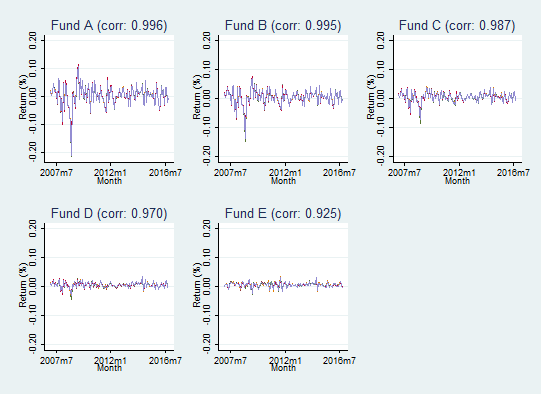 Fund A (corr: 0.996)
Return (%)
0.20
0.10
0.00
-0.10
-0.20
2007m7 2012m1 2016m7
Month
Fund B (corr: 0.995)
Return (%)
0.20
0.10
0.00
-0.10
-0.20
2007m7 2012m1 2016m7
Month
Fund C (corr: 0.987)
Return (%)
0.20
0.10
0.00
-0.10
-0.20
2007m7 2012m1 2016m7
Month
Fund D (corr: 0.970)
Return (%)
0.20
0.10
0.00
-0.10
-0.20
2007m7 2012m1 2016m7
Month
Fund E (corr: 0.925)
Return (%)
0.20
0.10
0.00
-0.10
-0.20
2007m7 2012m1 2016m7
Month